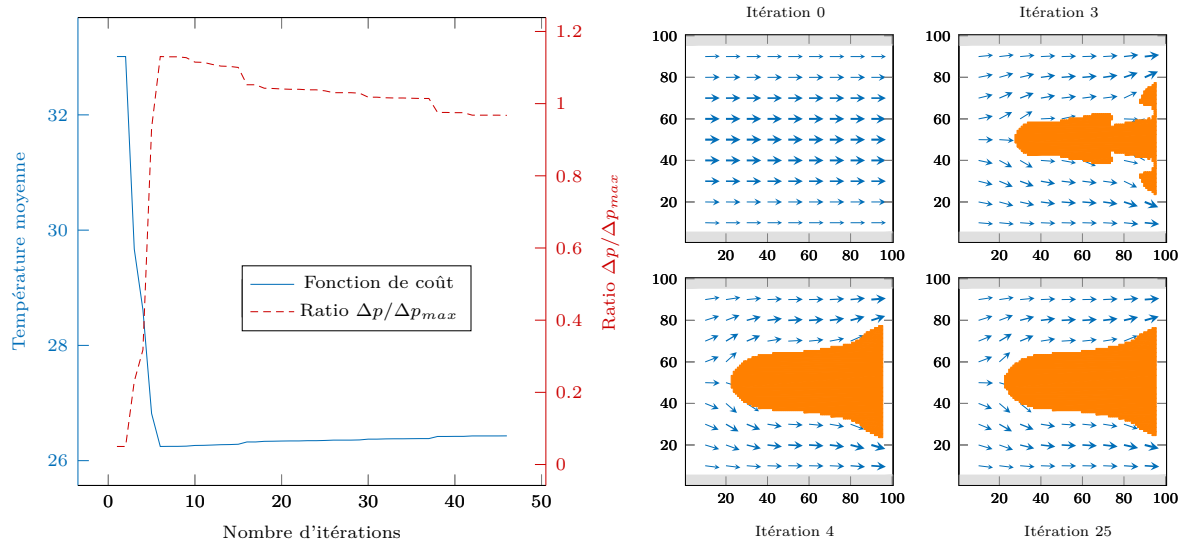 Température moyenne
32
30
28
26
0
10
20
30
40
50
Nombre d'itérations
1.2
1
0.8
0.6
0.4
0.2
0
Ratio Δp/Δp_max
Fonction de coût
Ratio Δp/Δp_max
Itération 0
100
80
60
40
20
20 40 60 80 100
Itération 3
100
80
60
40
20
20 40 60 80 100
100
80
60
40
20
20 40 60 80 100
Itération 4
100
80
60
40
20
20 40 60 80 100
Itération 25